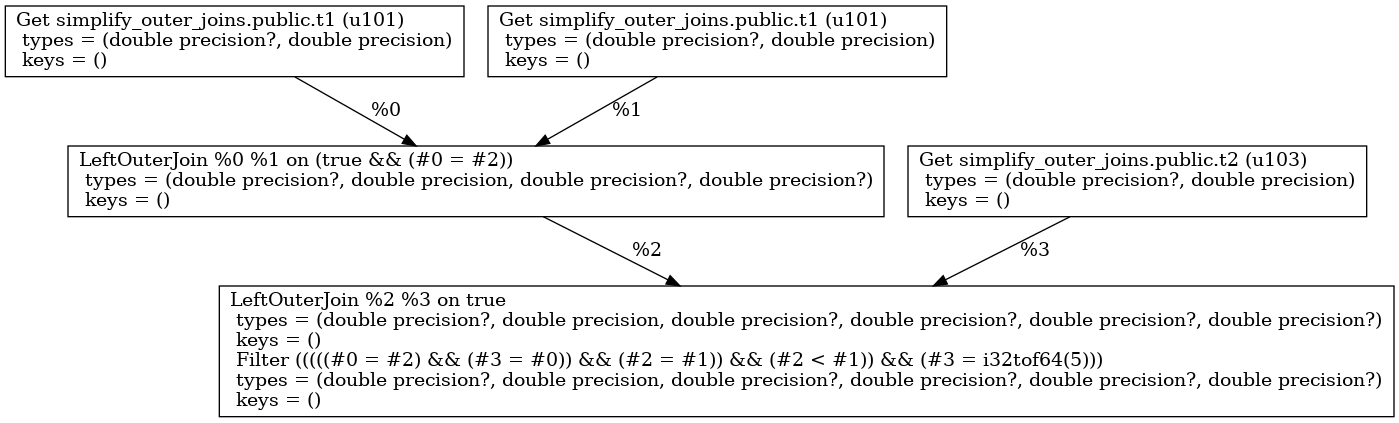 Get simplify_outer_joins.public.t1 (u101)
types = (double precision?, double precision)
keys = ()
Get simplify_outer_joins.public.t1 (u101)
types = (double precision?, double precision)
keys = ()
%0
%1
LeftOuterJoin %0 %1 on (true && (#0 = #2))
types = (double precision?, double precision, double precision?, double precision?)
keys = ()
Get simplify_outer_joins.public.t2 (u103)
types = (double precision?, double precision)
keys = ()
%2
%3
LeftOuterJoin %2 %3 on true
types = (double precision?, double precision, double precision?, double precision?, double precision?, double precision?)
keys = ()
Filter (((((#0 = #2) && (#3 = #0)) && (#2 = #1)) && (#2 < #1)) && (#3 = i32tof64(5)))
types = (double precision?, double precision, double precision?, double precision?, double precision?, double precision?)
keys = ()